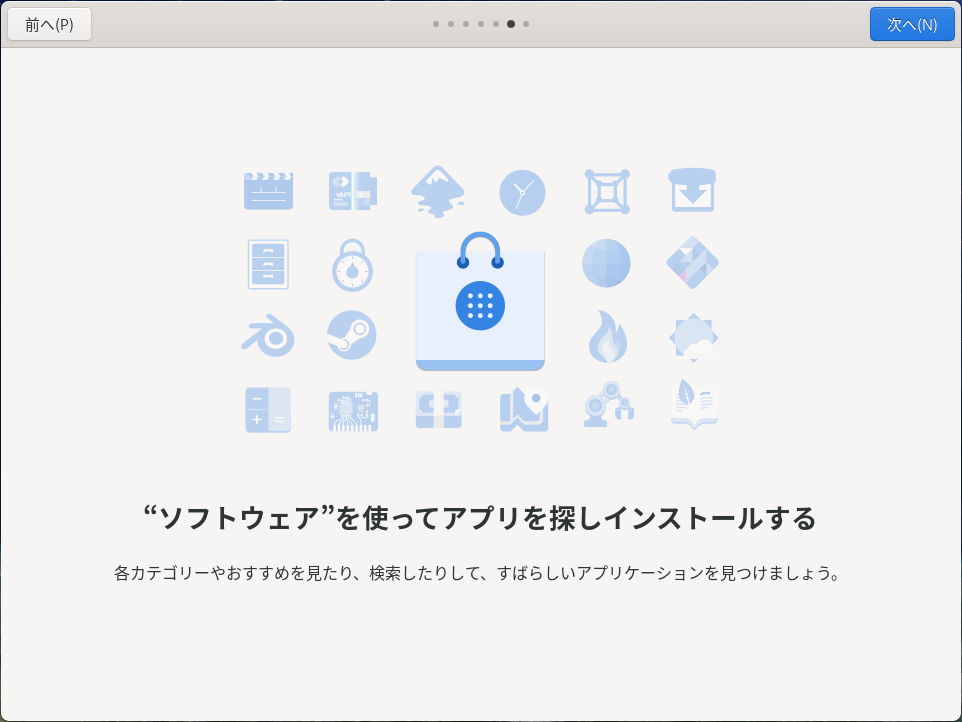 前へ(P)
次へ(N)
“ソフトウェア”を使ってアプリを探しインストールする
各カテゴリーやおすすめを見たり、検索したりして、すばらしいアプリケーションを見つけましょう。